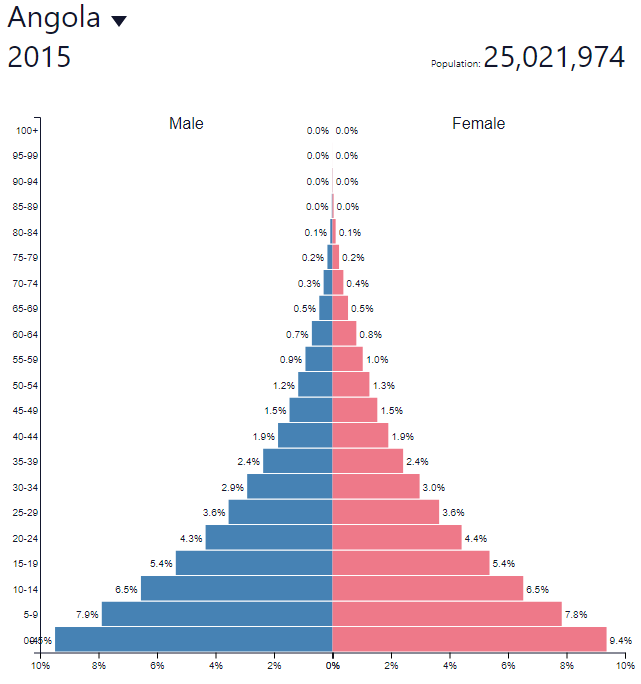 Angola
2015
Population: 25,021,974
Male Female
100+ 0.0% 0.0%
95-99 0.0% 0.0%
90-94 0.0% 0.0%
85-89 0.0% 0.0%
80-84 0.1% 0.1%
75-79 0.2% 0.2%
70-74 0.3% 0.4%
65-69 0.5% 0.5%
60-64 0.7% 0.8%
55-59 0.9% 1.0%
50-54 1.2% 1.3%
45-49 1.5% 1.5%
40-44 1.9% 1.9%
35-39 2.4% 2.4%
30-34 2.9% 3.0%
25-29 3.6% 3.6%
20-24 4.3% 4.4%
15-19 5.4% 5.4%
10-14 6.5% 6.5%
5-9 7.9% 7.8%
9.4%
10% 8% 6% 4% 2% 0% 2% 4% 6% 8% 10%